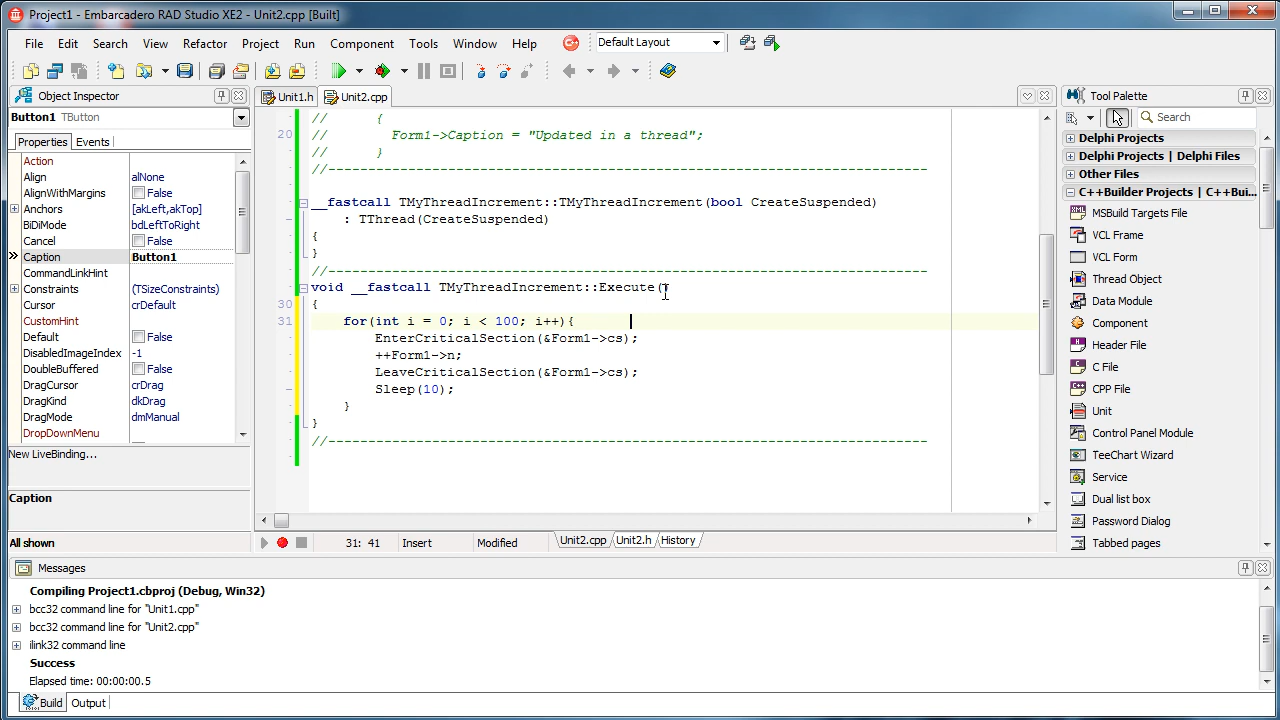 Project1 - Embarcadero RAD Studio XE2 - Unit2.cpp [Built]
File Edit Search View Refactor Project Run Component Tools Window Help Default Layout
Object Inspector
Button1 TButton
Properties Events
Action
Align alNone
AlignWithMargins False
Anchors [akLeft,akTop]
BiDiMode bdLeftToRight
Cancel False
Caption Button1
CommandLinkHint
Constraints (TSizeConstraints)
Cursor crDefault
CustomHint
Default False
DisabledImageIndex -1
DoubleBuffered False
DragCursor crDrag
DragKind dkDrag
DragMode dmManual
DropDownMenu
New LiveBinding...
Caption
All shown
Unit1.h Unit2.cpp
// {
20 // Form1->Caption = "Updated in a thread";
// }
//---------------------------------------------------------------------------
__fastcall TMyThreadIncrement::TMyThreadIncrement(bool CreateSuspended)
: TThread(CreateSuspended)
{
}
//---------------------------------------------------------------------------
void __fastcall TMyThreadIncrement::Execute()
30 {
31 for(int i = 0; i < 100; i++){
EnterCriticalSection(&Form1->cs);
++Form1->n;
LeaveCriticalSection(&Form1->cs);
Sleep(10);
}
}
//---------------------------------------------------------------------------
31: 41 Insert Modified Unit2.cpp Unit2.h History
Tool Palette
Search
Delphi Projects
Delphi Projects | Delphi Files
Other Files
C++Builder Projects | C++Bui...
MSBuild Targets File
VCL Frame
VCL Form
Thread Object
Data Module
Component
Header File
C File
CPP File
Unit
Control Panel Module
TeeChart Wizard
Service
Dual list box
Dynamic Dialog
Tabbed pages
Messages
Compiling Project1.cbproj (Debug, Win32)
bcc32 command line for "Unit1.cpp"
bcc32 command line for "Unit2.cpp"
ilink32 command line
Success
Elapsed time: 00:00:00.5
Build Output